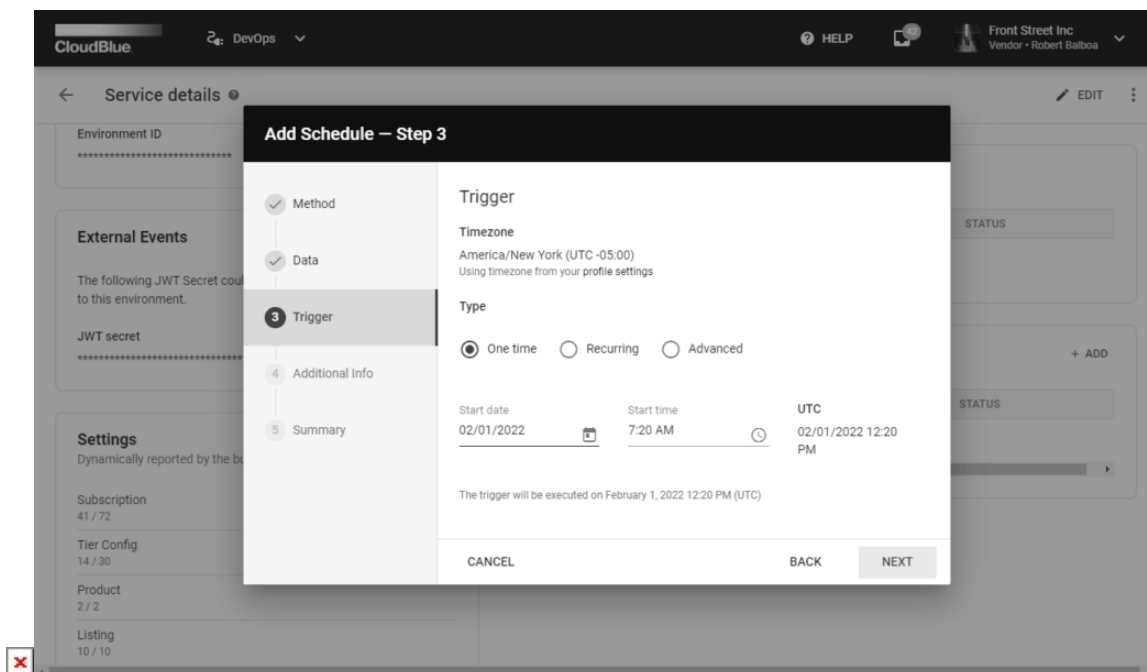 CloudBlue
DevOps
HELP
42
Front Street Inc
Vendor • Robert Balboa
Service details
EDIT
Environment ID
*****************************
External Events
The following JWT Secret coul
to this environment.
JWT secret
*******************************
Settings
Dynamically reported by the bu
Subscription
41 / 72
Tier Config
14 / 30
Product
2 / 2
Listing
10 / 10
STATUS
+ ADD
STATUS
Add Schedule — Step 3
Method
Data
3 Trigger
4 Additional Info
5 Summary
Trigger
Timezone
America/New York (UTC -05:00)
Using timezone from your profile settings
Type
One time Recurring Advanced
Start date Start time UTC
02/01/2022 7:20 AM 02/01/2022 12:20
PM
The trigger will be executed on February 1, 2022 12:20 PM (UTC)
CANCEL BACK NEXT